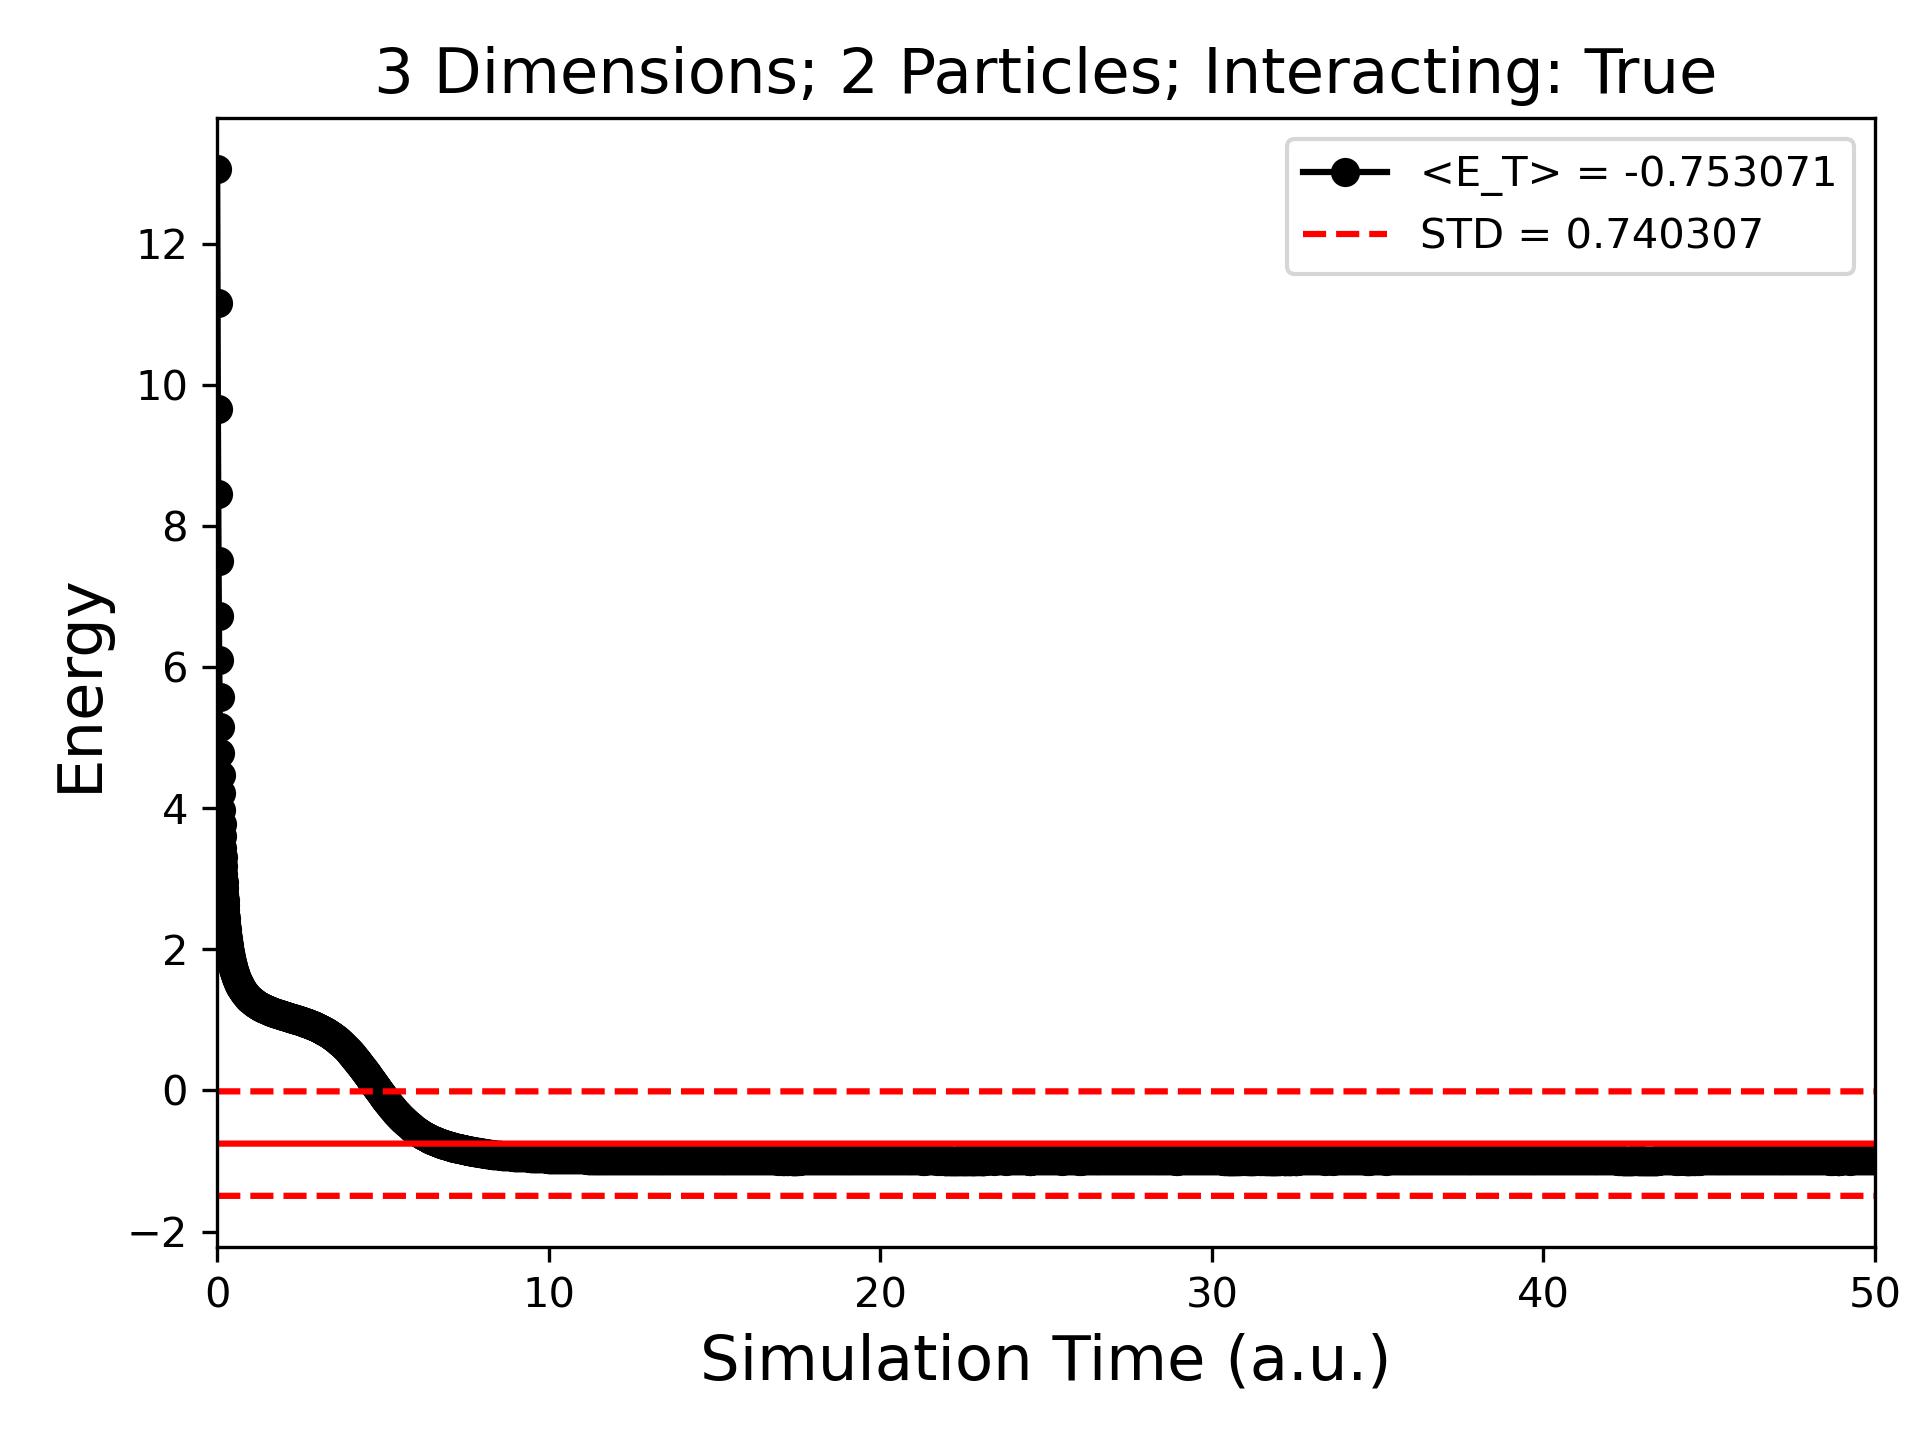 3 Dimensions; 2 Particles; Interacting: True
<E_T> = -0.753071
STD = 0.740307
Energy
12
10
8
6
4
2
0
−2
0 10 20 30 40 50
Simulation Time (a.u.)